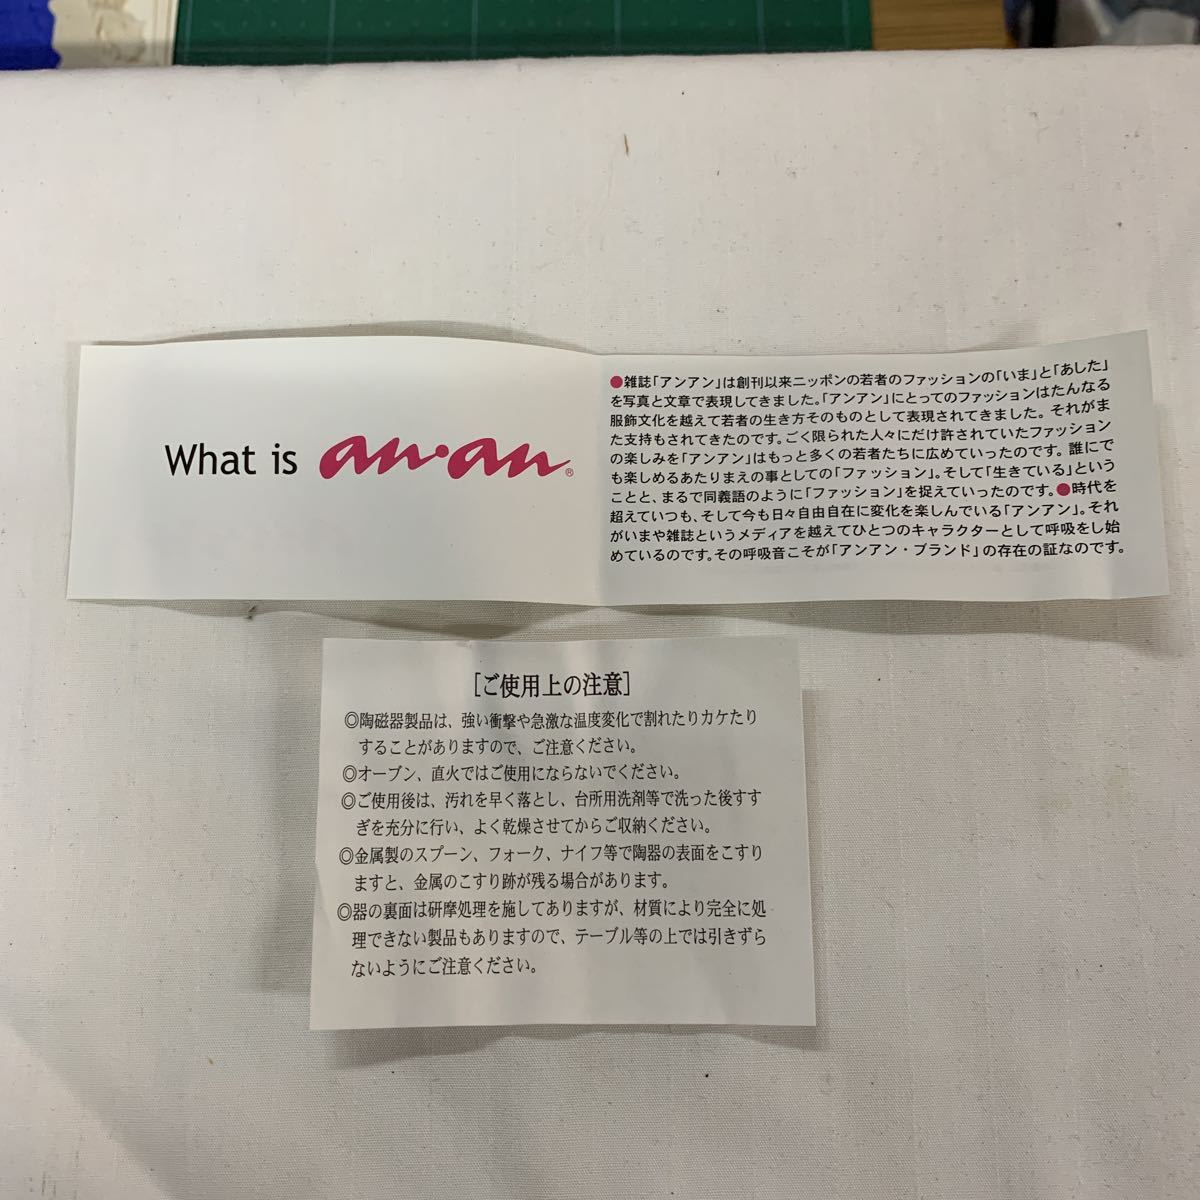 What is an・an®
●雑誌「アンアン」は創刊以来ニッポンの若者のファッションの「いま」と「あした」
を写真と文章で表現してきました。「アンアン」にとってのファッションはたんなる
服飾文化を越えて若者の生き方そのものとして表現されてきました。それがま
た支持もされてきたのです。ごく限られた人々にだけ許されていたファッション
の楽しみを「アンアン」はもっと多くの若者たちに広めていったのです。誰にで
も楽しめるあたりまえの事としての「ファッション」。そして「生きている」という
ことと、まるで同義語のように「ファッション」を捉えていったのです。●時代を
超えていつも、そして今も日々自由自在に変化を楽しんでいる「アンアン」。それ
がいまや雑誌というメディアを越えてひとつのキャラクターとして呼吸をし始
めているのです。その呼吸音こそが「アンアン・ブランド」の存在の証なのです。
［ご使用上の注意］
◎陶磁器製品は、強い衝撃や急激な温度変化で割れたりカケたり
することがありますので、ご注意ください。
◎オーブン、直火ではご使用にならないでください。
◎ご使用後は、汚れを早く落とし、台所用洗剤等で洗った後すす
ぎを充分に行い、よく乾燥させてからご収納ください。
◎金属製のスプーン、フォーク、ナイフ等で陶器の表面をこすり
ますと、金属のこすり跡が残る場合があります。
◎器の裏面は研摩処理を施してありますが、材質により完全に処
理できない製品もありますので、テーブル等の上では引きずら
ないようにご注意ください。